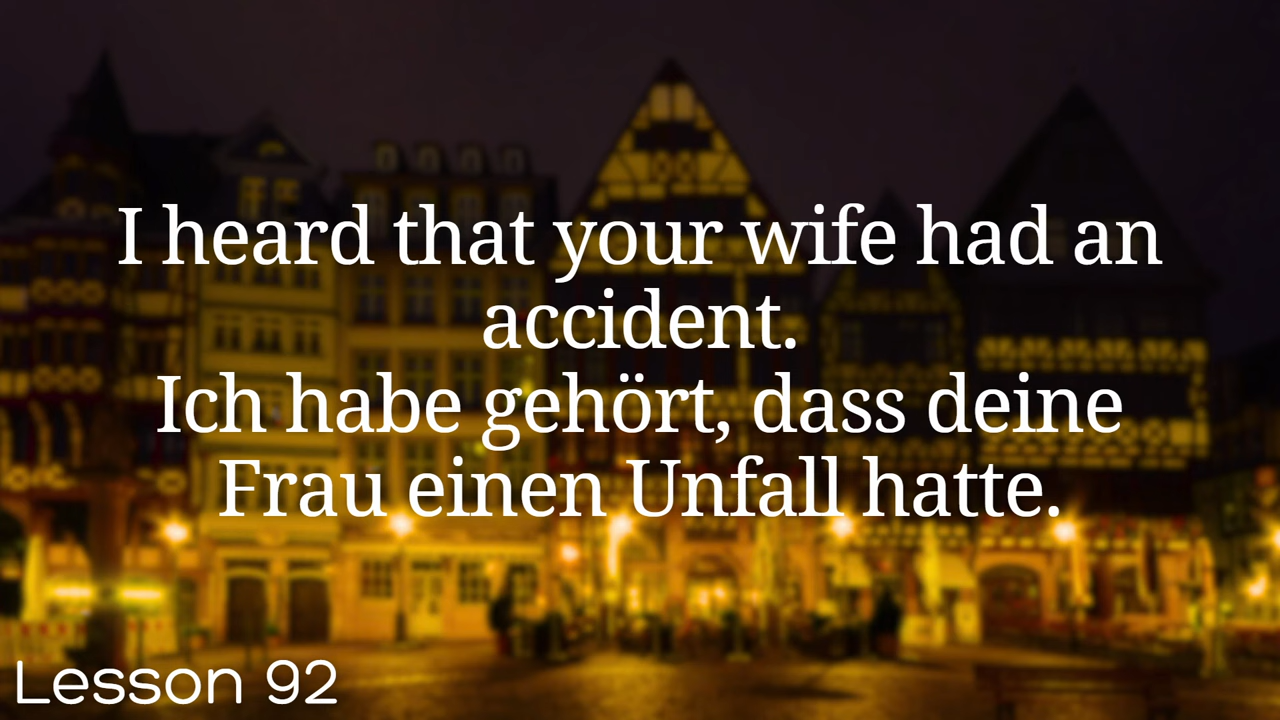 I heard that your wife had an
accident.
Ich habe gehört, dass deine
Frau einen Unfall hatte.
Lesson 92